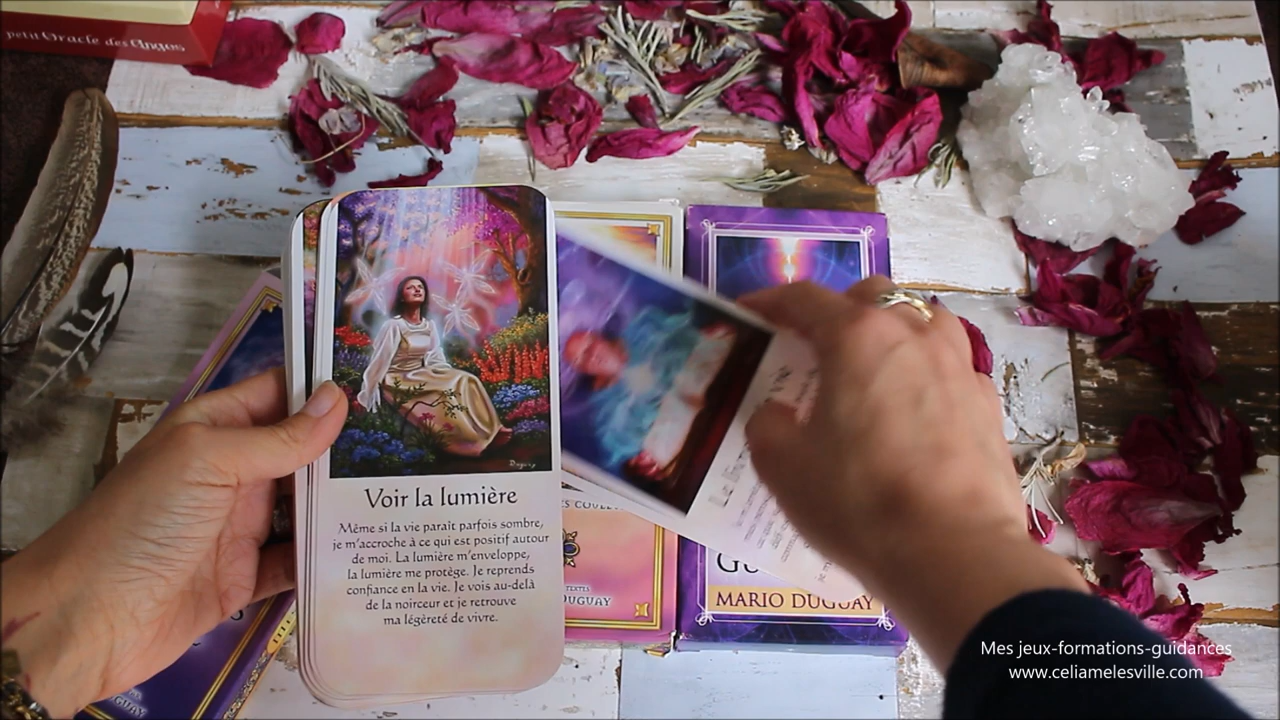 petit Oracle des Anges
Voir la lumière
Même si la vie paraît parfois sombre,
je m'accroche à ce qui est positif autour
de moi. La lumière m'enveloppe,
la lumière me protège. Je reprends
confiance en la vie. Je vois au-delà
de la noirceur et je retrouve
ma légèreté de vivre.
Duguay
TEXTES
DUGUAY
MARIO DUGUAY
DUGUAY
Mes jeux-formations-guidances
www.celiamelesville.com